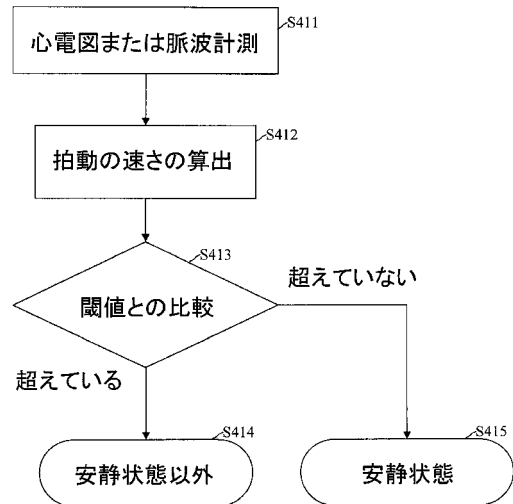 S411
心電図または脈波計測
S412
拍動の速さの算出
S413
閾値との比較
超えていない
超えている
S414
安静状態以外
S415
安静状態